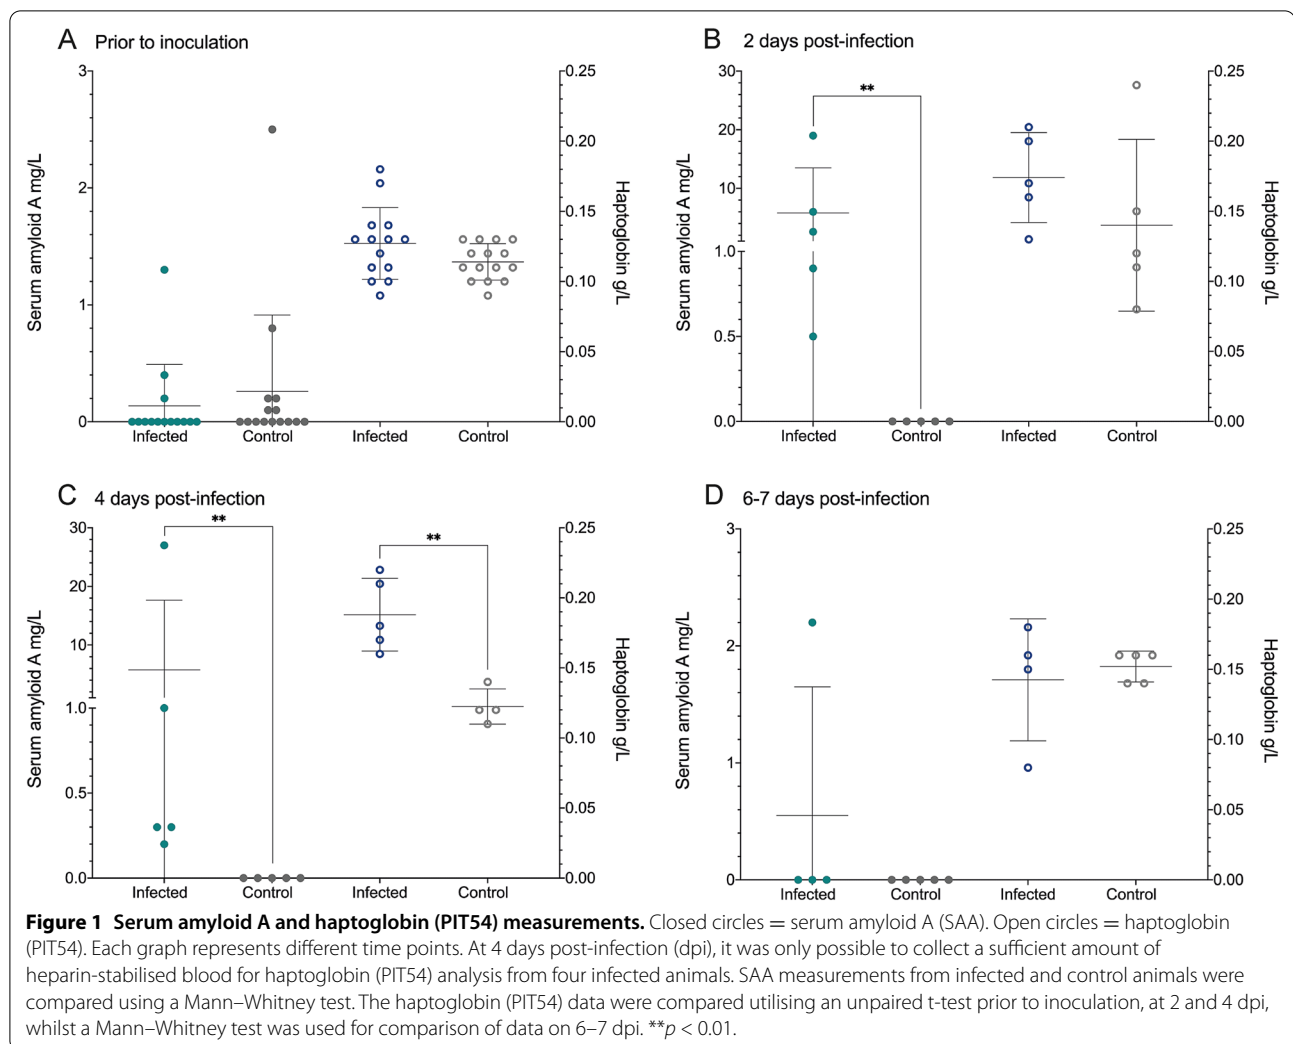 A Prior to inoculation
3
2
1
0
Serum amyloid A mg/L
0.25
0.20
0.15
0.10
0.05
0.00
Haptoglobin g/L
Infected Control Infected Control
B 2 days post-infection
**
30
20
10
1.0
0.5
0.0
Serum amyloid A mg/L
0.25
0.20
0.15
0.10
0.05
0.00
Haptoglobin g/L
Infected Control Infected Control
C 4 days post-infection
** **
30
20
10
1.0
0.5
0.0
Serum amyloid A mg/L
0.25
0.20
0.15
0.10
0.05
0.00
Haptoglobin g/L
Infected Control Infected Control
D 6-7 days post-infection
3
2
1
0
Serum amyloid A mg/L
0.25
0.20
0.15
0.10
0.05
0.00
Haptoglobin g/L
Infected Control Infected Control
Figure 1 Serum amyloid A and haptoglobin (PIT54) measurements. Closed circles = serum amyloid A (SAA). Open circles = haptoglobin
(PIT54). Each graph represents different time points. At 4 days post-infection (dpi), it was only possible to collect a sufficient amount of
heparin-stabilised blood for haptoglobin (PIT54) analysis from four infected animals. SAA measurements from infected and control animals were
compared using a Mann–Whitney test. The haptoglobin (PIT54) data were compared utilising an unpaired t-test prior to inoculation, at 2 and 4 dpi,
whilst a Mann–Whitney test was used for comparison of data on 6–7 dpi. **p < 0.01.